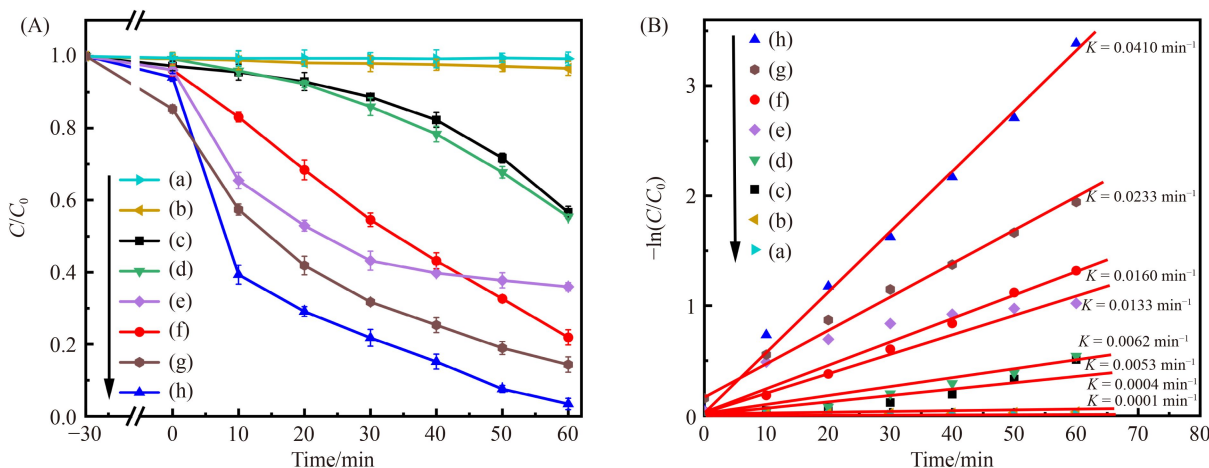 (A)
C/C0
1.0
0.8
0.6
0.4
0.2
0.0
(a)
(b)
(c)
(d)
(e)
(f)
(g)
(h)
−30 0 10 20 30 40 50 60
Time/min
(B)
−ln(C/C0)
3
2
1
0
(h)
(g)
(f)
(e)
(d)
(c)
(b)
(a)
K = 0.0410 min−1
K = 0.0233 min−1
K = 0.0160 min−1
K = 0.0133 min−1
K = 0.0062 min−1
K = 0.0053 min−1
K = 0.0004 min−1
K = 0.0001 min−1
0 10 20 30 40 50 60 70 80
Time/min